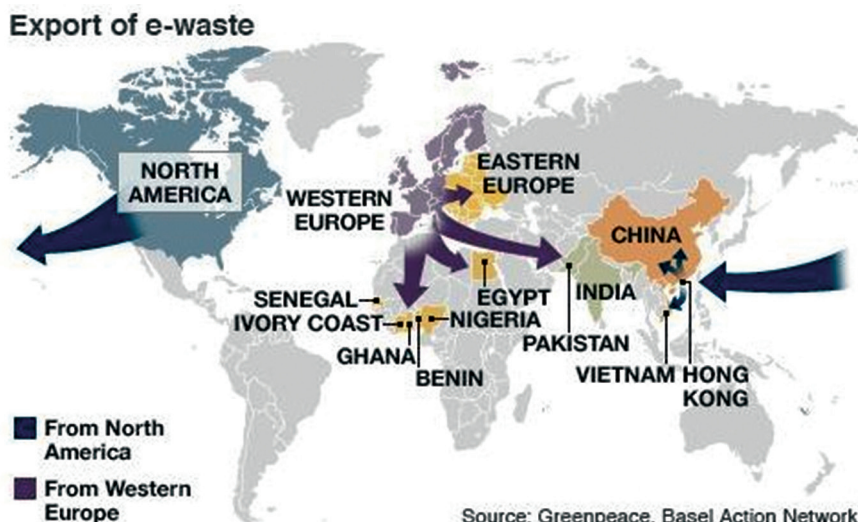 Export of e-waste
NORTH
AMERICA
WESTERN
EUROPE
EASTERN
EUROPE
CHINA
SENEGAL
IVORY COAST
GHANA
BENIN
NIGERIA
EGYPT
INDIA
PAKISTAN
VIETNAM
HONG
KONG
From North
America
From Western
Europe
Source: Greenpeace, Basel Action Network